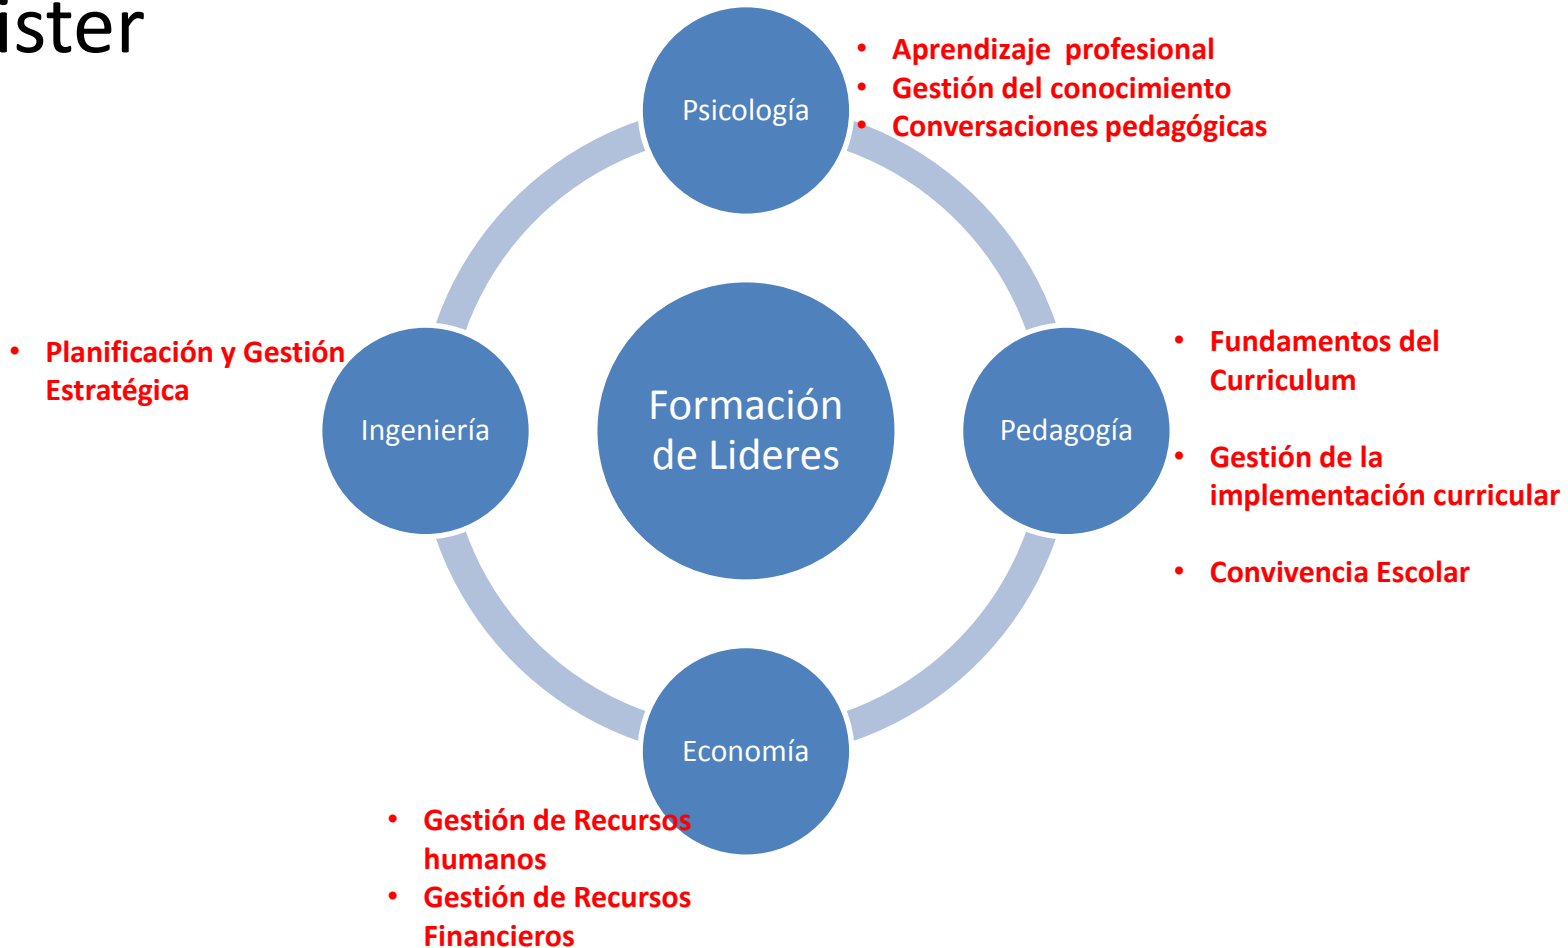 ister
Psicología
• Aprendizaje profesional
• Gestión del conocimiento
• Conversaciones pedagógicas
• Planificación y Gestión
Estratégica
Ingeniería
Formación
de Lideres
Pedagogía
• Fundamentos del
Curriculum
• Gestión de la
implementación curricular
• Convivencia Escolar
Economía
• Gestión de Recursos
humanos
• Gestión de Recursos
Financieros